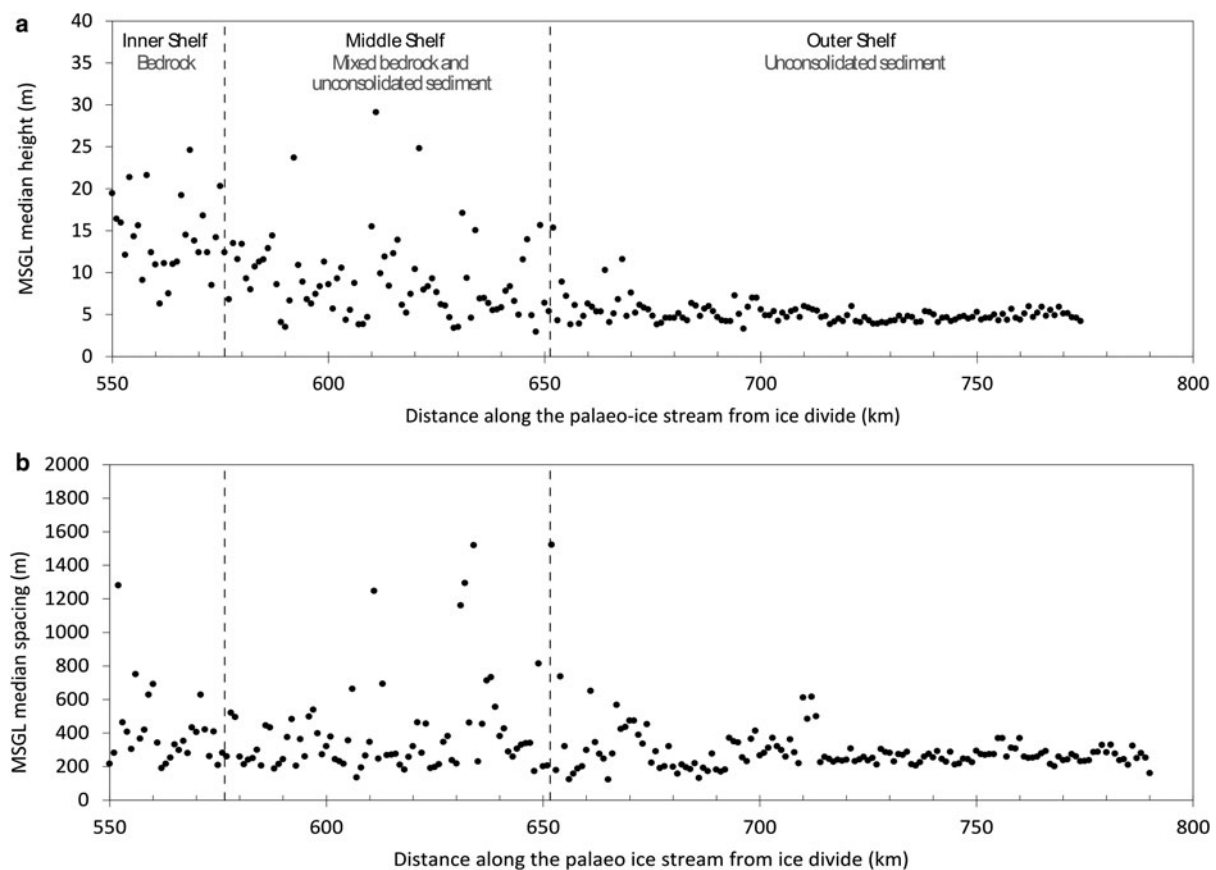 a
40
35
30
25
20
15
10
5
0
MSGL median height (m)
Inner Shelf
Bedrock
Middle Shelf
Mixed bedrock and
unconsolidated sediment
Outer Shelf
Unconsolidated sediment
550 600 650 700 750 800
Distance along the palaeo-ice stream from ice divide (km)
b
2000
1800
1600
1400
1200
1000
800
600
400
200
0
MSGL median spacing (m)
550 600 650 700 750 800
Distance along the palaeo ice stream from ice divide (km)